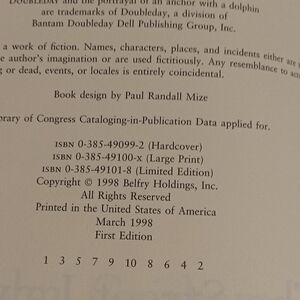 DOUBLEDAY and the portrayal of an anchor with a dolphin
are trademarks of Doubleday, a division of
Bantam Doubleday Dell Publishing Group, Inc.
a work of fiction. Names, characters, places, and incidents either are
author's imagination or are used fictitiously. Any resemblance to
or dead, events, or locales is entirely coincidental.
Book design by Paul Randall Mize
Library of Congress Cataloging-in-Publication Data applied for.
ISBN 0-385-49099-2 (Hardcover)
ISBN 0-385-49100-x (Large Print)
ISBN 0-385-49101-8 (Limited Edition)
Copyright © 1998 Belfry Holdings, Inc.
All Rights Reserved
Printed in the United States of America
March 1998
First Edition
1 3 5 7 9 10 8 6 4 2